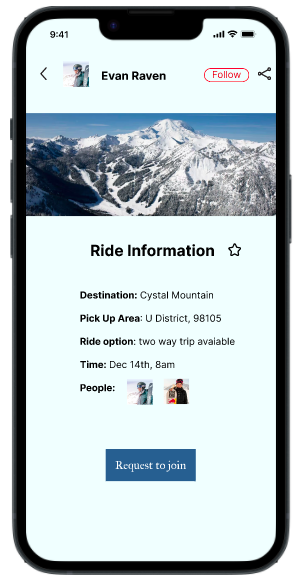 9:41
Evan Raven
Follow
Ride Information
Destination: Cystal Mountain
Pick Up Area: U District, 98105
Ride option: two way trip avaiable
Time: Dec 14th, 8am
People:
Request to join